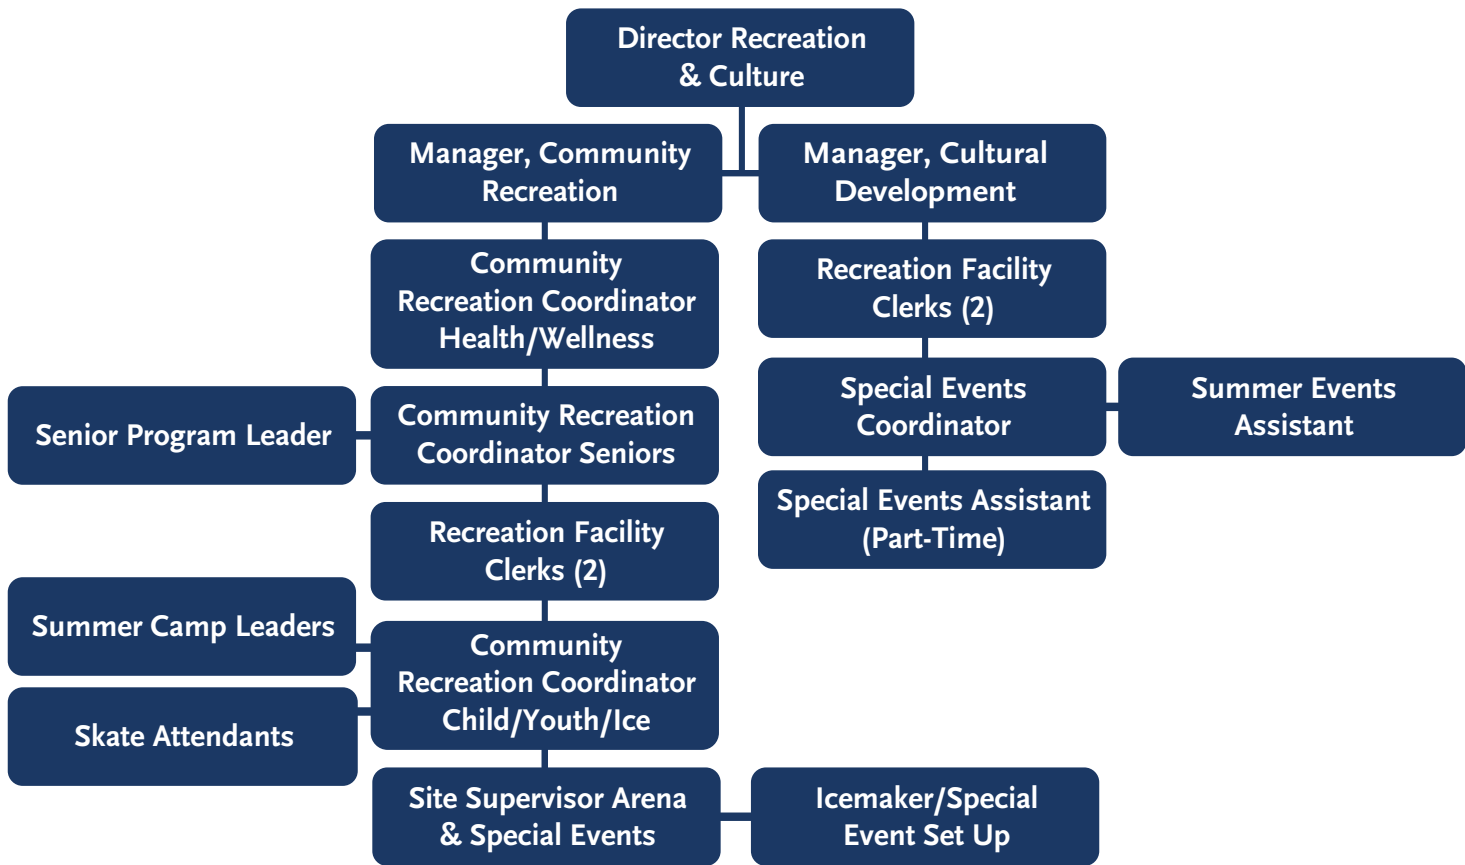 Director Recreation
& Culture
Manager, Community
Recreation
Manager, Cultural
Development
Community
Recreation Coordinator
Health/Wellness
Recreation Facility
Clerks (2)
Senior Program Leader
Community Recreation
Coordinator Seniors
Special Events
Coordinator
Summer Events
Assistant
Recreation Facility
Clerks (2)
Special Events Assistant
(Part-Time)
Summer Camp Leaders
Skate Attendants
Community
Recreation Coordinator
Child/Youth/Ice
Site Supervisor Arena
& Special Events
Icemaker/Special
Event Set Up